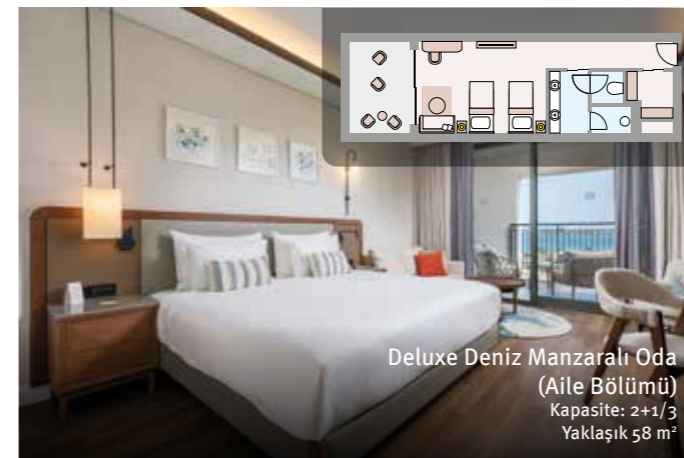 Deluxe Deniz Manzaralı Oda
(Aile Bölümü)
Kapasite: 2+1/3
Yaklaşık 58 m²